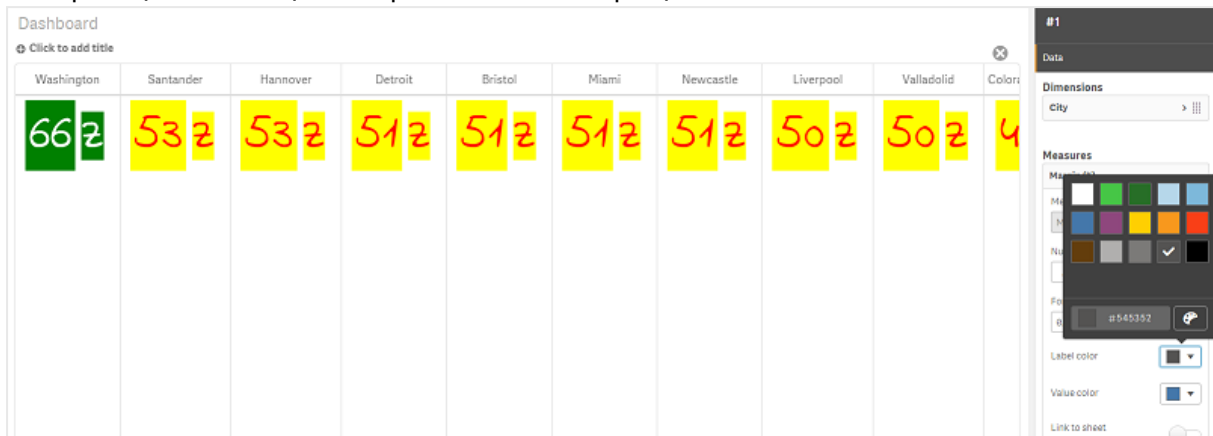 Dashboard
Click to add title
Washington Santander Hannover Detroit Bristol Miami Newcastle Liverpool Valladolid
66 z 53 z 53 z 51 z 51 z 51 z 51 z 50 z 50 z 4
#1
Data
Dimensions
City
Measures
#545352
Label color
Value color
Link to sheet